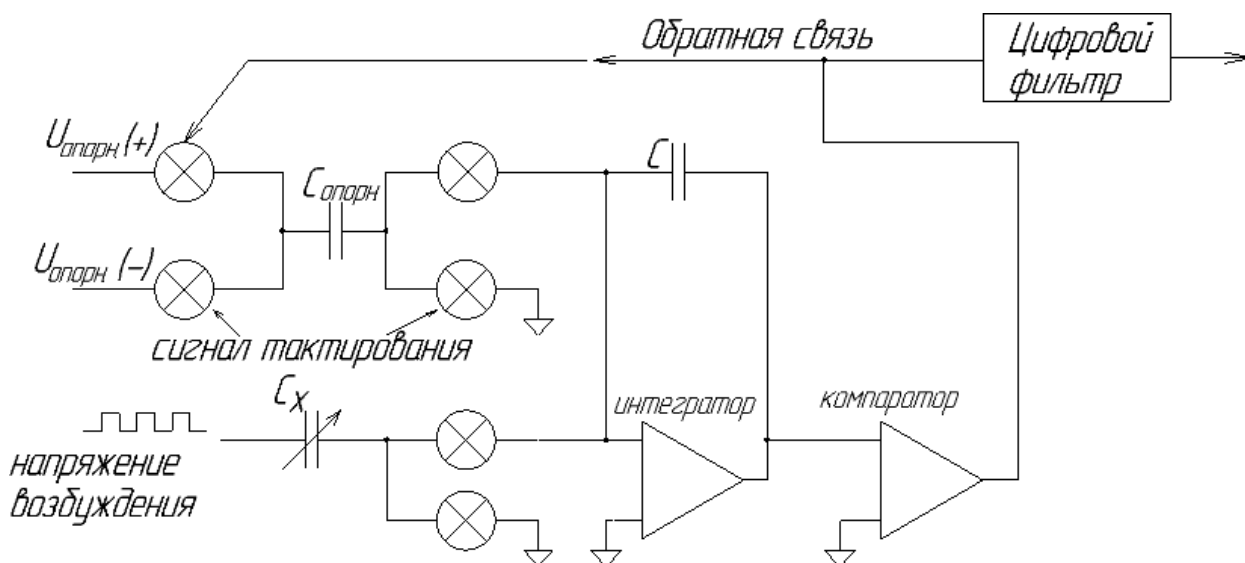 Обратная связь
Цифровой
фильтр
Uопорн (+)
Cопорн
C
Uопорн (–)
сигнал тактирования
Cx
интегратор
компаратор
напряжение
возбуждения